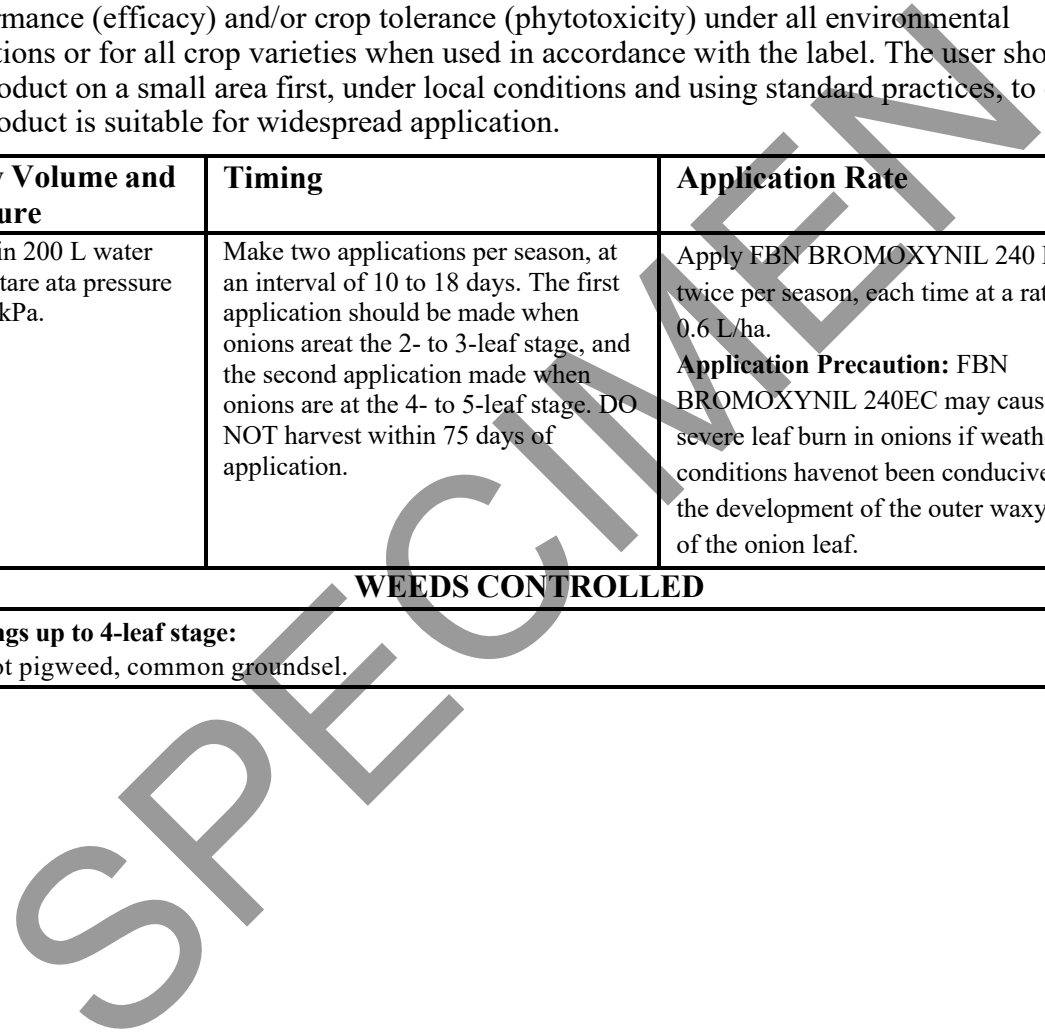 rmance (efficacy) and/or crop tolerance (phytotoxicity) under all environmental
tions or for all crop varieties when used in accordance with the label. The user sho
oduct on a small area first, under local conditions and using standard practices, to
oduct is suitable for widespread application.
Volume and
ure
in 200 L water
tare ata pressure
kPa.
Timing
Make two applications per season, at
an interval of 10 to 18 days. The first
application should be made when
onions areat the 2- to 3-leaf stage, and
the second application made when
onions are at the 4- to 5-leaf stage. DO
NOT harvest within 75 days of
application.
Application Rate
Apply FBN BROMOXYNIL 240
twice per season, each time at a rat
0.6 L/ha.
Application Precaution: FBN
BROMOXYNIL 240EC may caus
severe leaf burn in onions if weath
conditions havenot been conducive
the development of the outer waxy
of the onion leaf.
WEEDS CONTROLLED
ngs up to 4-leaf stage:
ot pigweed, common groundsel.
SPECIMEN